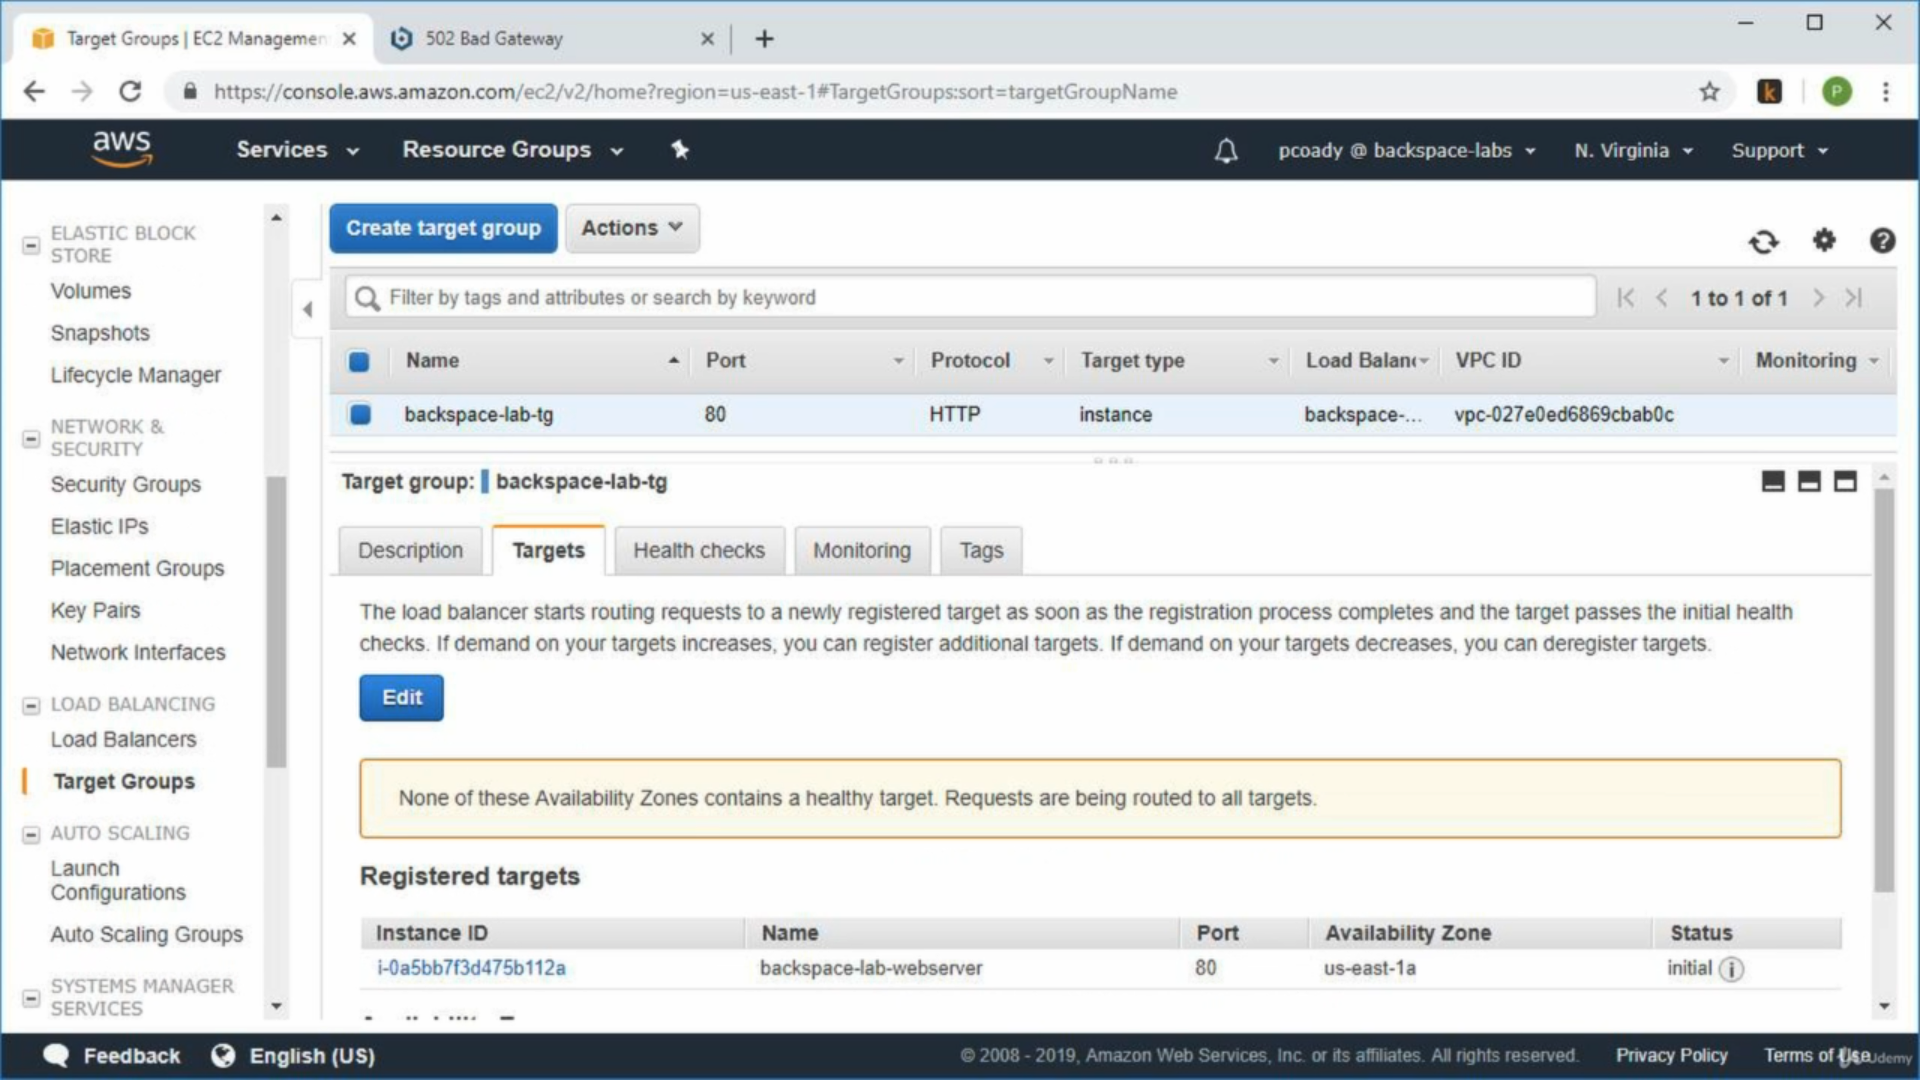 Target Groups | EC2 Managemen
502 Bad Gateway
https://console.aws.amazon.com/ec2/v2/home?region=us-east-1#TargetGroups:sort=targetGroupName
k
P
aws
Services
Resource Groups
pcoady @ backspace-labs
N. Virginia
Support
ELASTIC BLOCK
STORE
Volumes
Snapshots
Lifecycle Manager
NETWORK &
SECURITY
Security Groups
Elastic IPs
Placement Groups
Key Pairs
Network Interfaces
LOAD BALANCING
Load Balancers
Target Groups
AUTO SCALING
Launch
Configurations
Auto Scaling Groups
SYSTEMS MANAGER
SERVICES
Create target group
Actions
Filter by tags and attributes or search by keyword
1 to 1 of 1
Name Port Protocol Target type Load Balanc VPC ID Monitoring
backspace-lab-tg 80 HTTP instance backspace-... vpc-027e0ed6869cbab0c
Target group: backspace-lab-tg
Description Targets Health checks Monitoring Tags
The load balancer starts routing requests to a newly registered target as soon as the registration process completes and the target passes the initial health
checks. If demand on your targets increases, you can register additional targets. If demand on your targets decreases, you can deregister targets.
Edit
None of these Availability Zones contains a healthy target. Requests are being routed to all targets.
Registered targets
Instance ID Name Port Availability Zone Status
i-0a5bb7f3d475b112a backspace-lab-webserver 80 us-east-1a initial
Feedback
English (US)
© 2008 - 2019, Amazon Web Services, Inc. or its affiliates. All rights reserved.
Privacy Policy
Terms of Use
Udemy